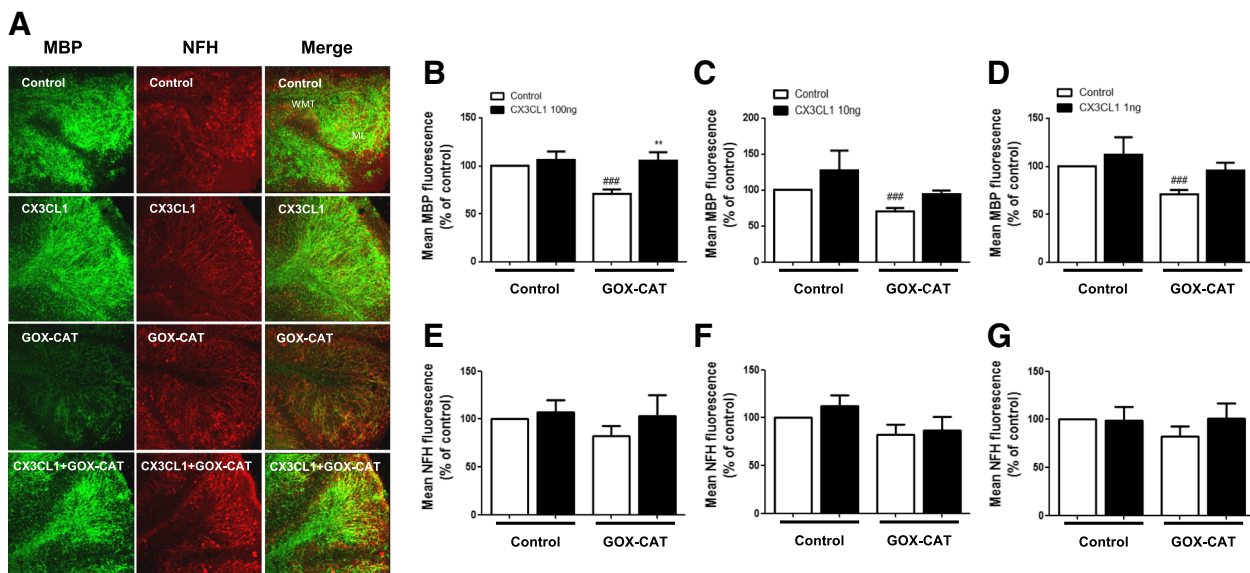 A
MBP
NFH
Merge
Control
Control
Control
WMT
ML
CX3CL1
CX3CL1
CX3CL1
GOX-CAT
GOX-CAT
GOX-CAT
CX3CL1+GOX-CAT
CX3CL1+GOX-CAT
CX3CL1+GOX-CAT
B
Control
CX3CL1 100ng
Mean MBP fluorescence
(% of control)
150
100
50
0
###
**
Control
GOX-CAT
C
Control
CX3CL1 10ng
Mean MBP fluorescence
(% of control)
200
150
100
50
0
###
Control
GOX-CAT
D
Control
CX3CL1 1ng
Mean MBP fluorescence
(% of control)
150
100
50
0
###
Control
GOX-CAT
E
Mean NFH fluorescence
(% of control)
150
100
50
0
Control
GOX-CAT
F
Mean NFH fluorescence
(% of control)
150
100
50
0
Control
GOX-CAT
G
Mean NFH fluorescence
(% of control)
150
100
50
0
Control
GOX-CAT